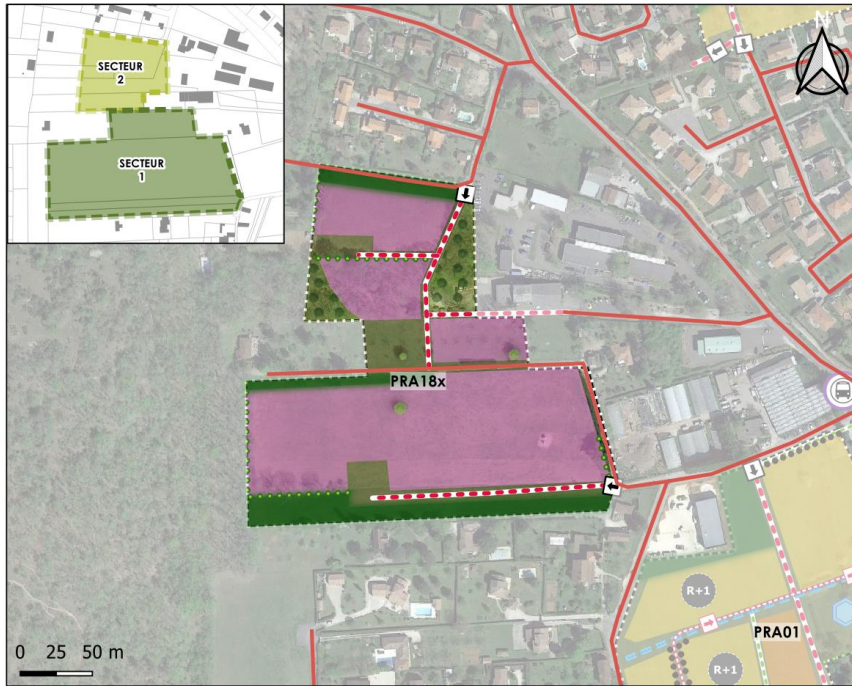 SECTEUR
2
SECTEUR
1
N
PRA18x
R+1
PRA01
R+1
0 25 50 m